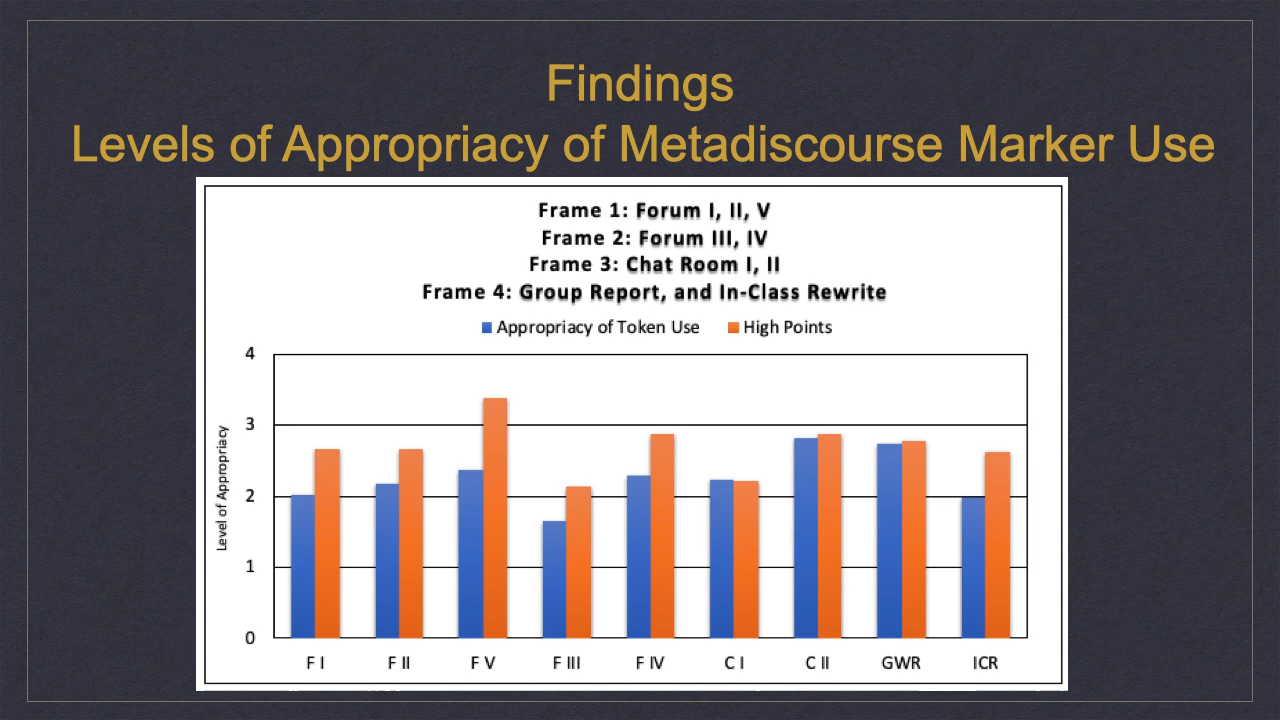 Findings
Levels of Appropriacy of Metadiscourse Marker Use
Frame 1: Forum I, II, V
Frame 2: Forum III, IV
Frame 3: Chat Room I, II
Frame 4: Group Report, and In-Class Rewrite
Appropriacy of Token Use High Points
Level of Appropriacy
4
3
2
1
0
F I F II F V F III F IV C I C II GWR ICR